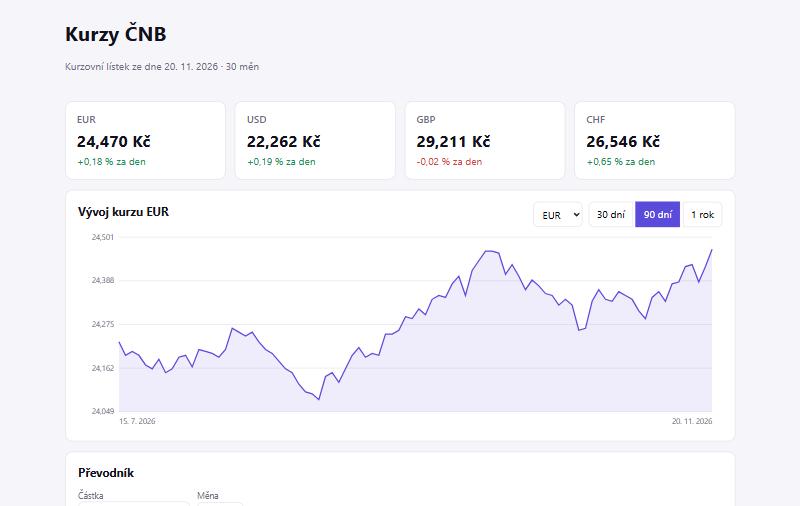 Kurzy ČNB
Kurzovní lístek ze dne 20. 11. 2026 · 30 měn
EUR
24,470 Kč
+0,18 % za den
USD
22,262 Kč
+0,19 % za den
GBP
29,211 Kč
-0,02 % za den
CHF
26,546 Kč
+0,65 % za den
Vývoj kurzu EUR
EUR
30 dní
90 dní
1 rok
24,501
24,388
24,275
24,162
24,049
15. 7. 2026
20. 11. 2026
Převodník
Částka
Měna